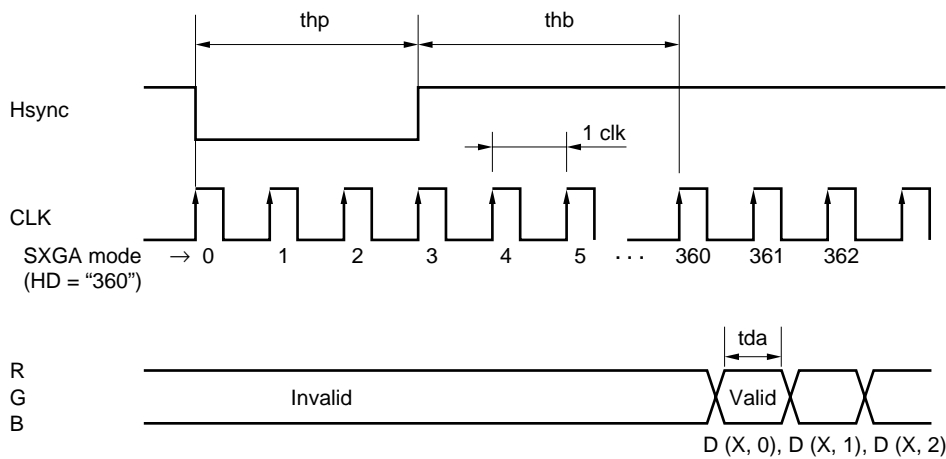 thp thb
Hsync
1 clk
CLK
SXGA mode → 0 1 2 3 4 5 · · · 360 361 362
(HD = “360”)
tda
R
G Invalid Valid
B
D (X, 0), D (X, 1), D (X, 2)